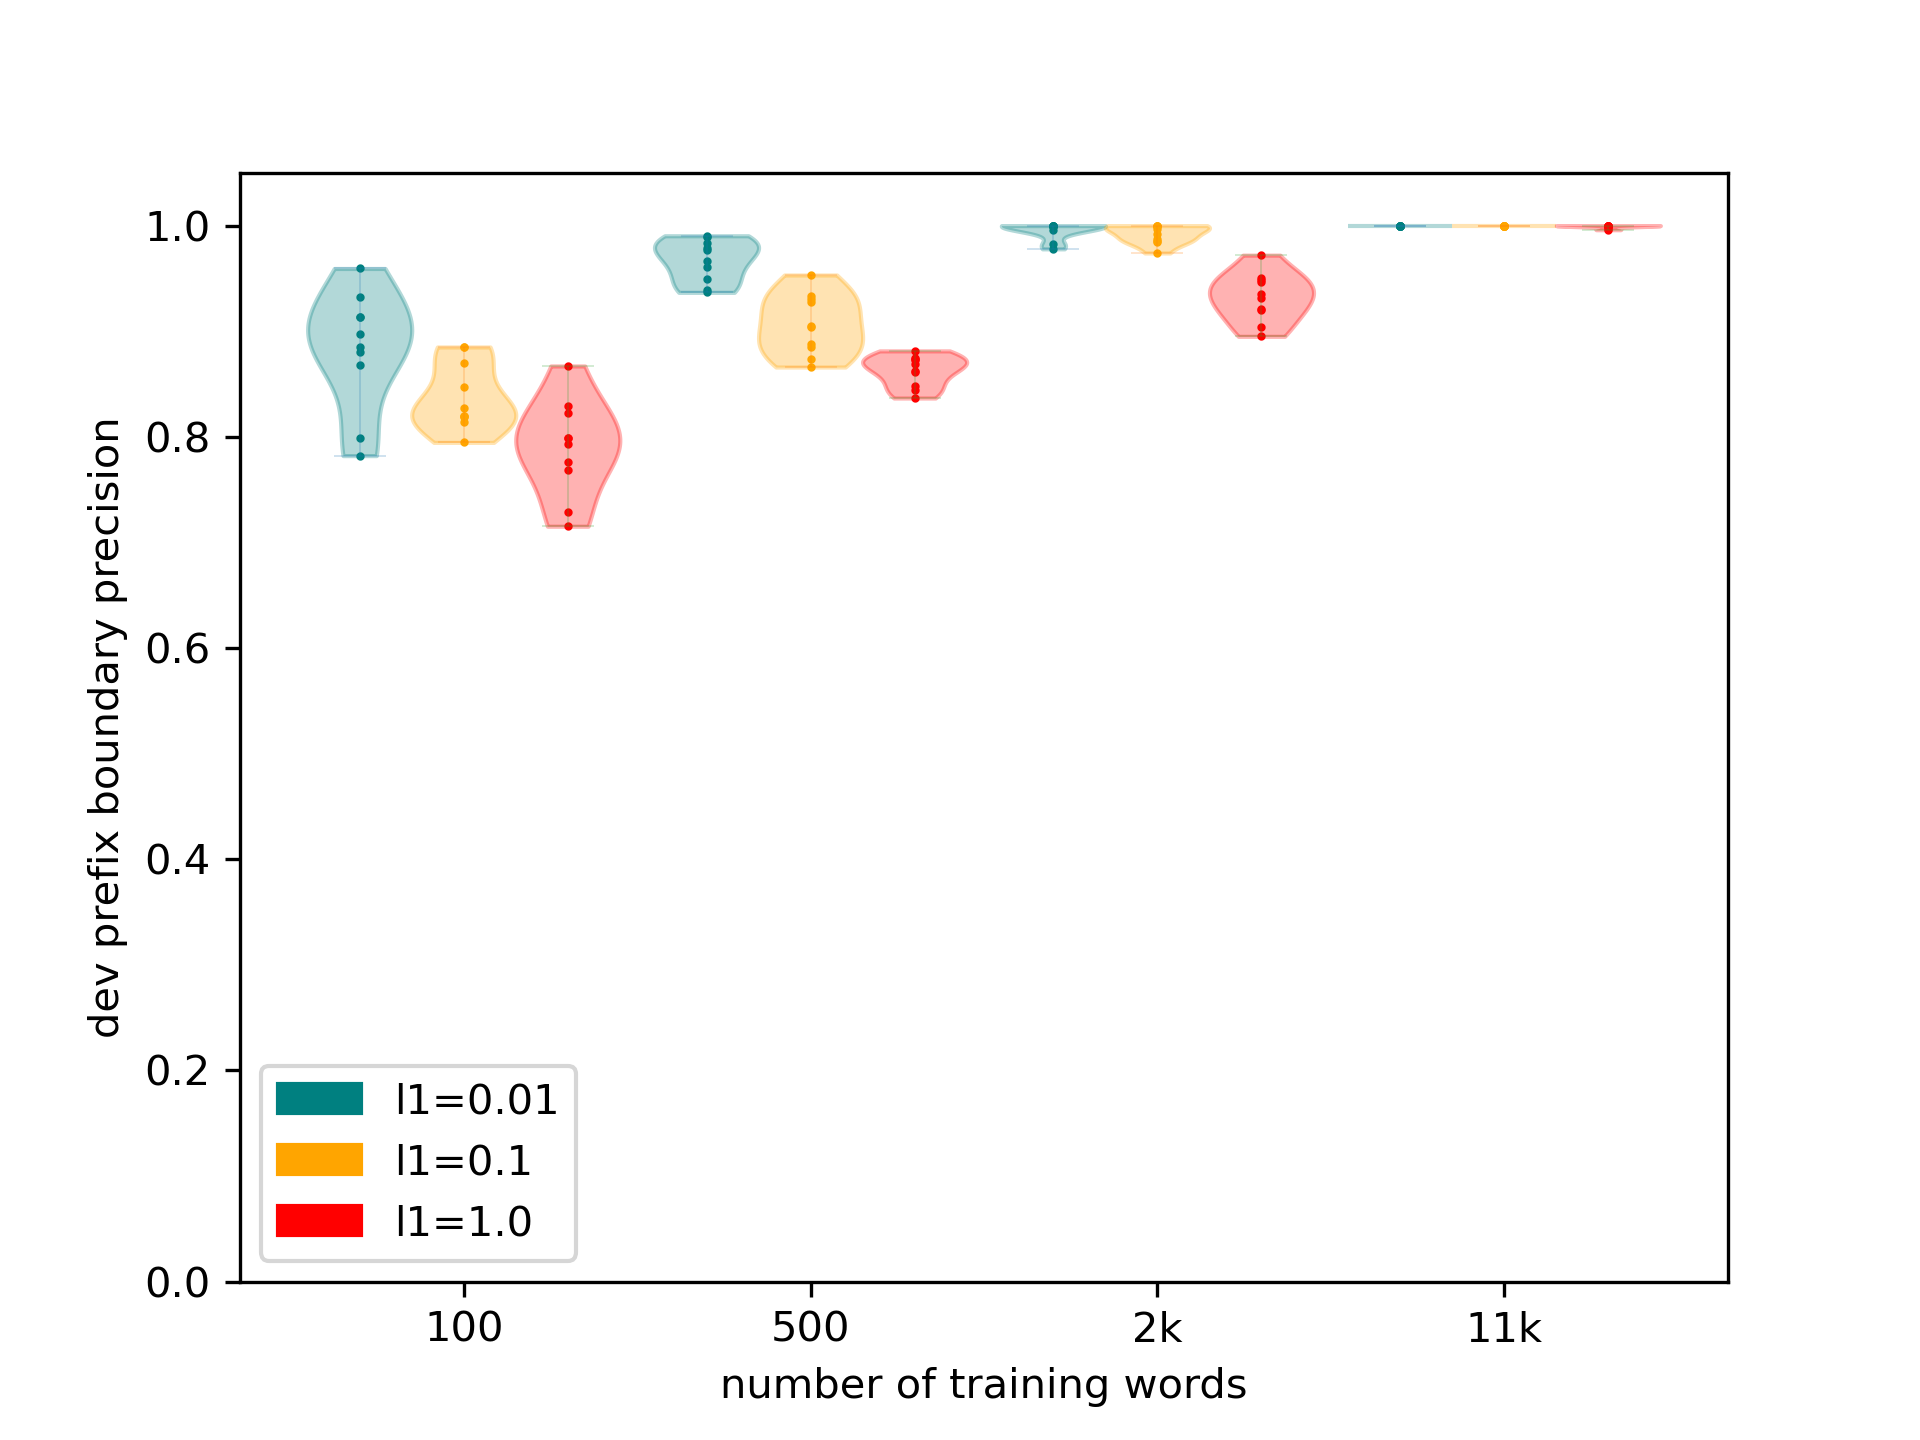 dev prefix boundary precision
1.0
0.8
0.6
0.4
0.2
0.0
l1=0.01
l1=0.1
l1=1.0
100 500 2k 11k
number of training words